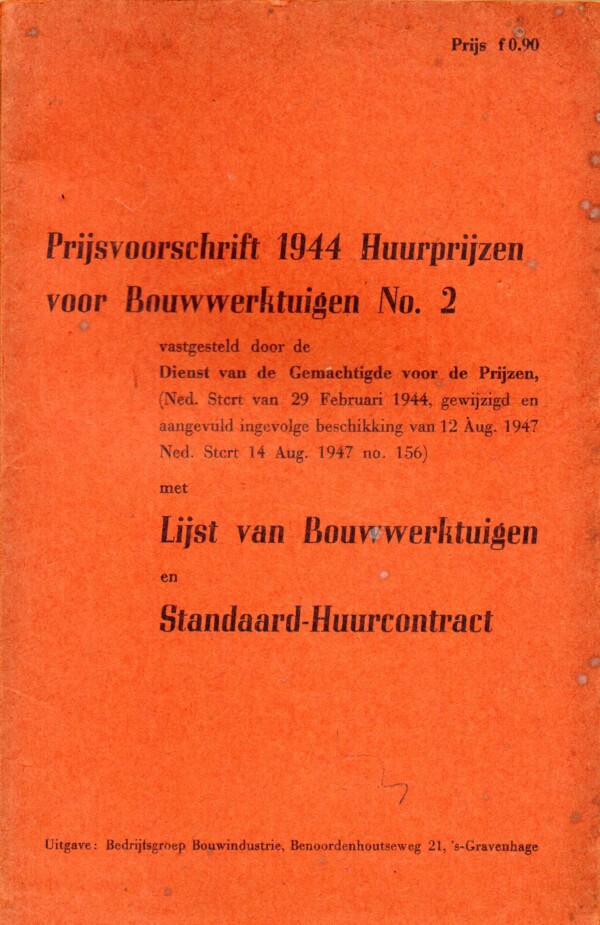 Prijs f 0.90
Prijsvoorschrift 1944 Huurprijzen
voor Bouwwerktuigen No. 2
vastgesteld door de
Dienst van de Gemachtigde voor de Prijzen,
(Ned. Stcrt van 29 Februari 1944, gewijzigd en
aangevuld ingevolge beschikking van 12 Aug. 1947
Ned. Stcrt 14 Aug. 1947 no. 156)
met
Lijst van Bouwwerktuigen
en
Standaard-Huurcontract
Uitgave: Bedrijfsgroep Bouwindustrie, Benoordenhoutseweg 21, 's-Gravenhage